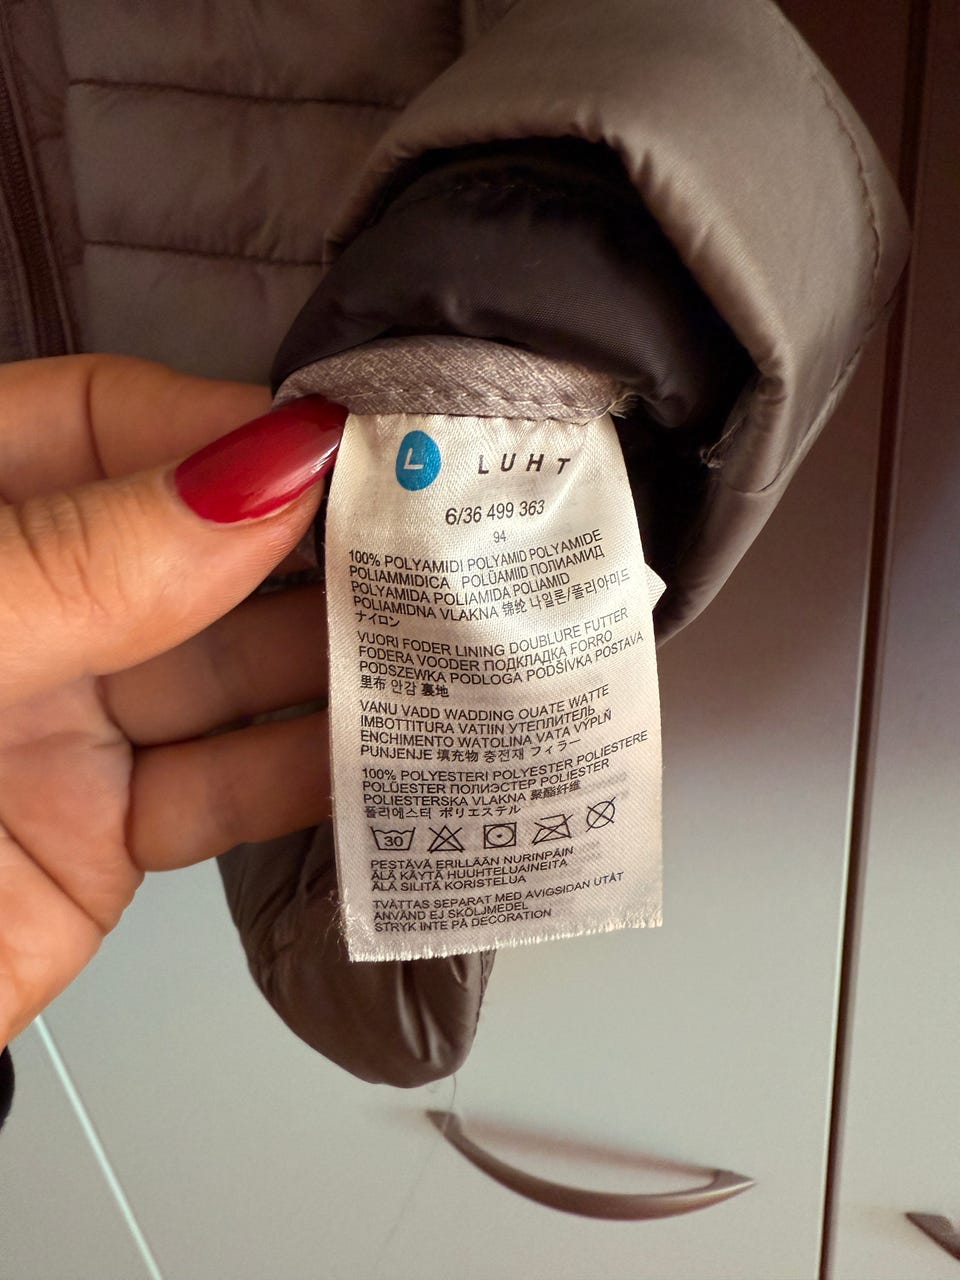 L LUHT
6/36 499 363
94
100% POLYAMIDI POLYAMID POLYAMIDE
POLIAMMIDICA POLÜAMIID ПОЛИАМИД
POLYAMIDA POLIAMIDA POLIAMID
POLIAMIDNA VLAKNA 锦纶 나일론/폴리아미드
ナイロン
VUORI FODER LINING DOUBLURE FUTTER
FODERA VOODER ПОДКЛАДКА FORRO
PODSZEWKA PODLOGA PODŠÍVKA POSTAVA
里布 안감 裏地
VANU VADD WADDING OUATE WATTE
IMBOTTITURA VATIIN УТЕПЛИТЕЛЬ
ENCHIMENTO WATOLINA VATA VÝPLŇ
PUNJENJE 填充物 충전재 フィラー
100% POLYESTERI POLYESTER POLIESTERE
POLÜESTER ПОЛИЭСТЕР POLIESTER
POLIESTERSKA VLAKNA 聚酯纤维
폴리에스터 ポリエステル
30
PESTÄVÄ ERILLÄÄN NURINPÄIN
ÄLÄ KÄYTÄ HUUHTELUAINEITA
ÄLÄ SILITÄ KORISTELUA
TVÄTTAS SEPARAT MED AVIGSIDAN UTÅT
ANVÄND EJ SKÖLJMEDEL
STRYK INTE PÅ DECORATION